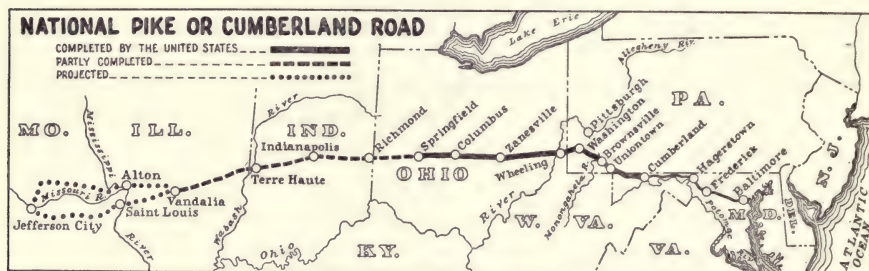 NATIONAL PIKE OR CUMBERLAND ROAD
COMPLETED BY THE UNITED STATES
PARTLY COMPLETED
PROJECTED
Lake Erie
Allegheny Riv.
PA.
N. J.
MO.
ILL.
IND.
OHIO
Mississippi
River
River
Richmond
Springfield
Columbus
Zanesville
Wheeling
Pittsburgh
Washington
Brownsville
Uniontown
Cumberland
Hagerstown
Frederick
Baltimore
Indianapolis
Terre Haute
Alton
Missouri R.
Vandalia
Saint Louis
Jefferson City
Wabash
Ohio
River
Monongahela R.
Potomac
KY.
W. VA.
VA.
MD.
DEL.
ATLANTIC
OCEAN